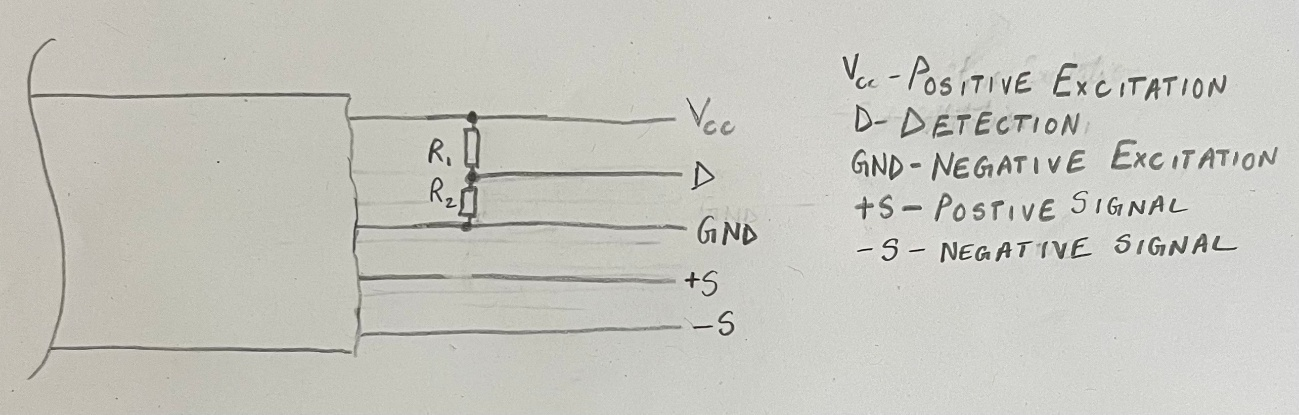 Vcc
R1
D
R2
GND
+S
-S
Vcc - POSITIVE EXCITATION
D- DETECTION
GND - NEGATIVE EXCITATION
+S - POSTIVE SIGNAL
-S - NEGATIVE SIGNAL